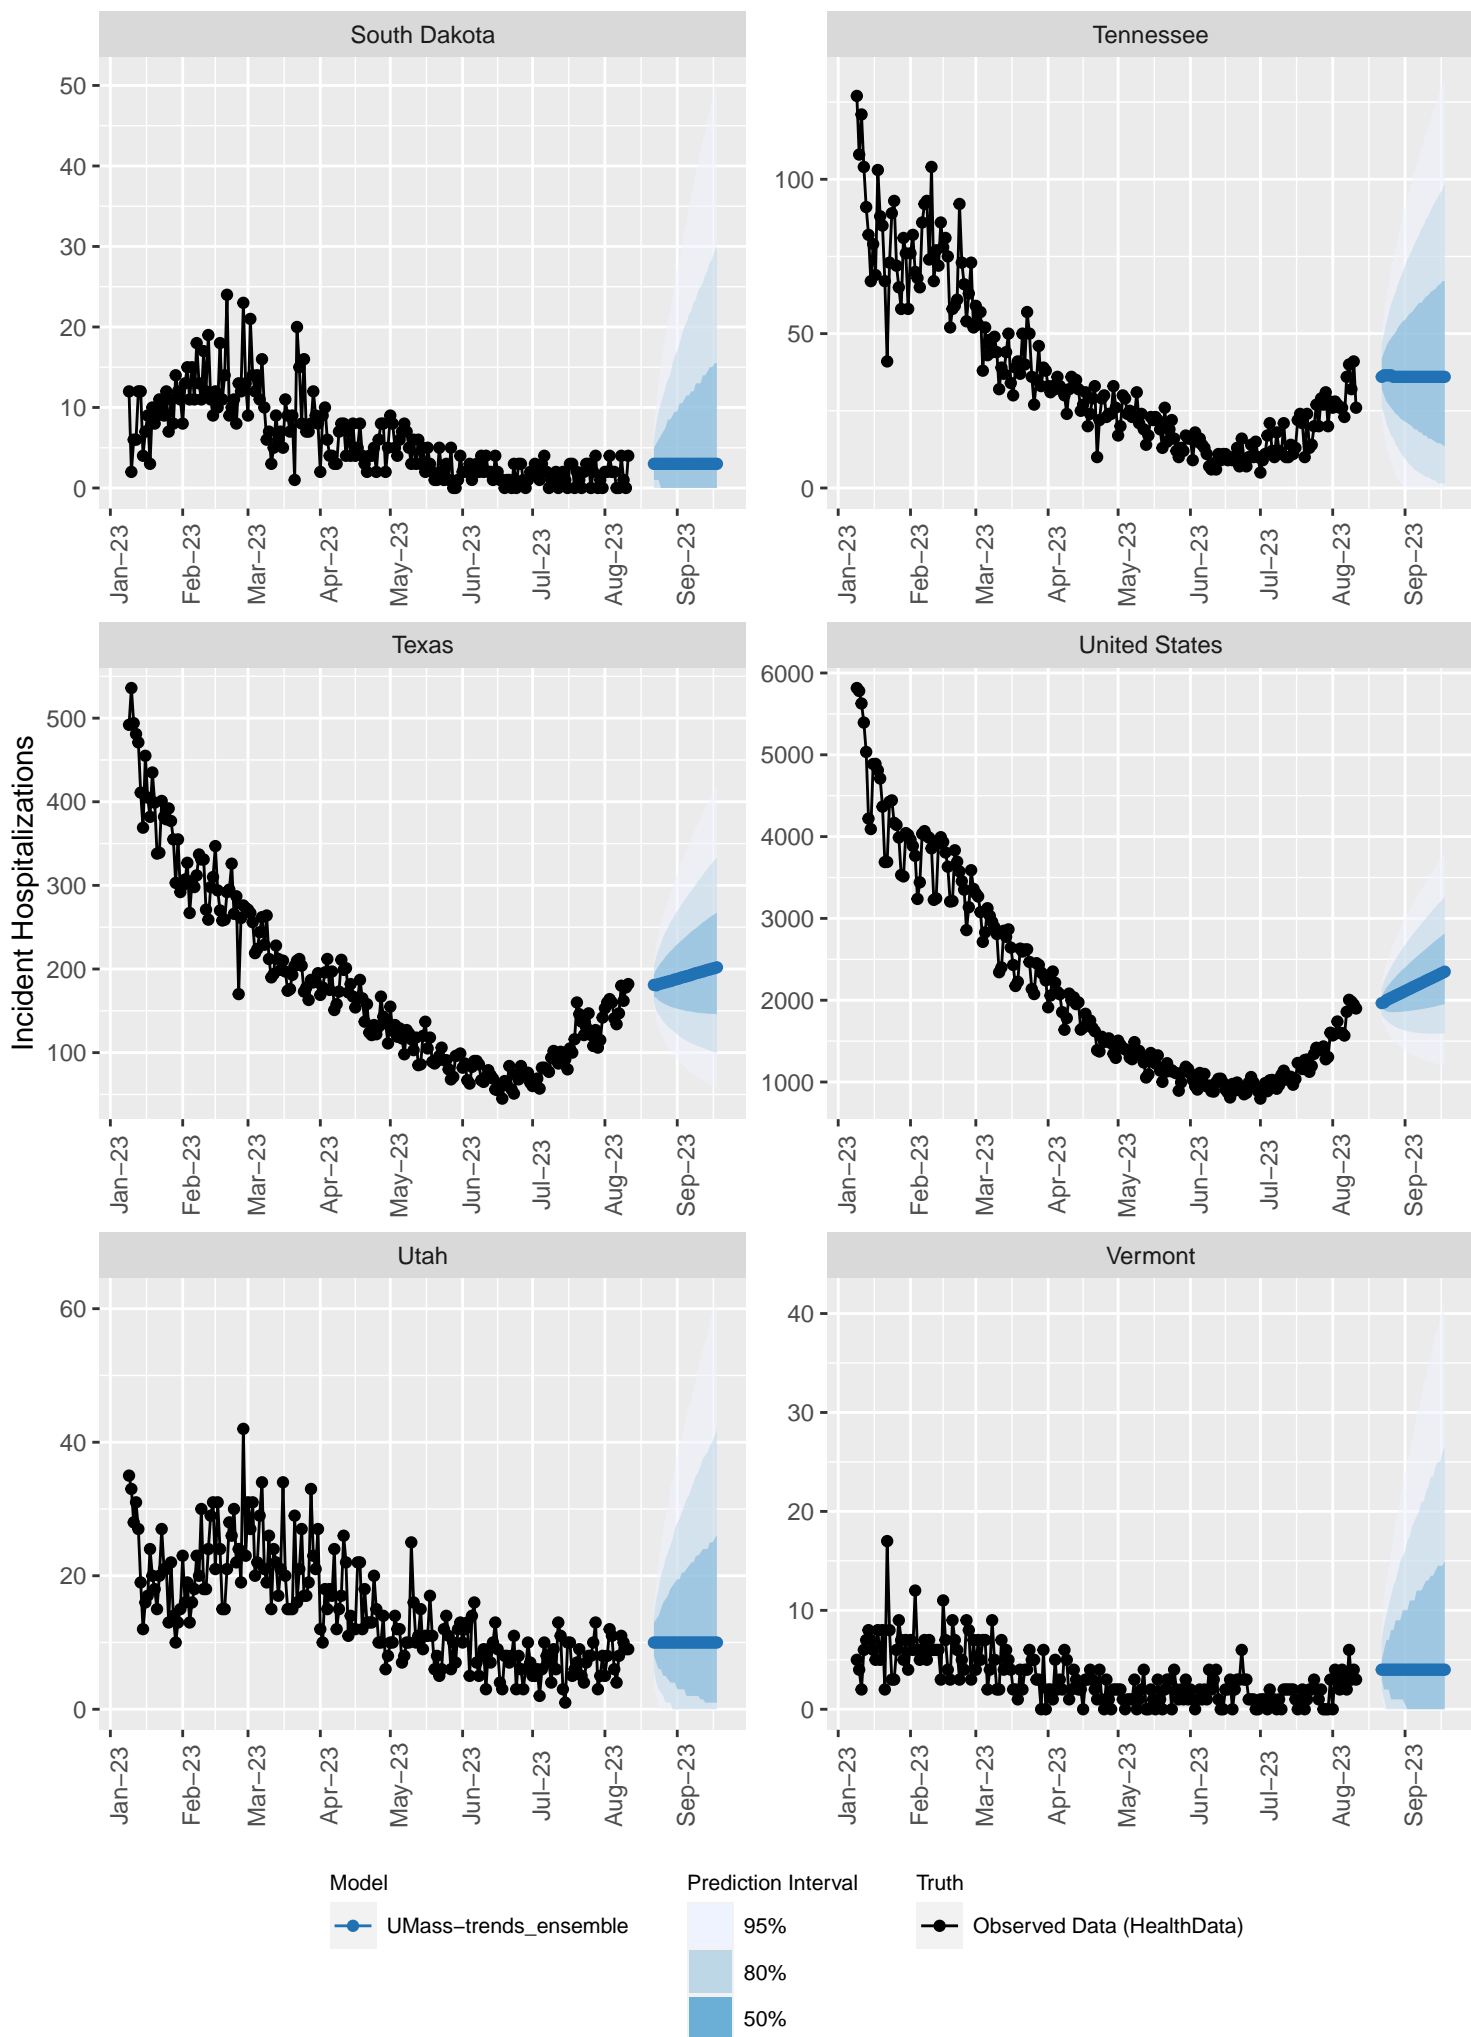 South Dakota
Tennessee
50
40
30
20
10
0
100
50
0
Jan−23
Feb−23
Mar−23
Apr−23
May−23
Jun−23
Jul−23
Aug−23
Sep−23
Jan−23
Feb−23
Mar−23
Apr−23
May−23
Jun−23
Jul−23
Aug−23
Sep−23
Incident Hospitalizations
Texas
United States
500
400
300
200
100
6000
5000
4000
3000
2000
1000
Jan−23
Feb−23
Mar−23
Apr−23
May−23
Jun−23
Jul−23
Aug−23
Sep−23
Jan−23
Feb−23
Mar−23
Apr−23
May−23
Jun−23
Jul−23
Aug−23
Sep−23
Utah
Vermont
60
40
20
0
40
30
20
10
0
Jan−23
Feb−23
Mar−23
Apr−23
May−23
Jun−23
Jul−23
Aug−23
Sep−23
Jan−23
Feb−23
Mar−23
Apr−23
May−23
Jun−23
Jul−23
Aug−23
Sep−23
Model
UMass−trends_ensemble
Prediction Interval
95%
80%
50%
Truth
Observed Data (HealthData)